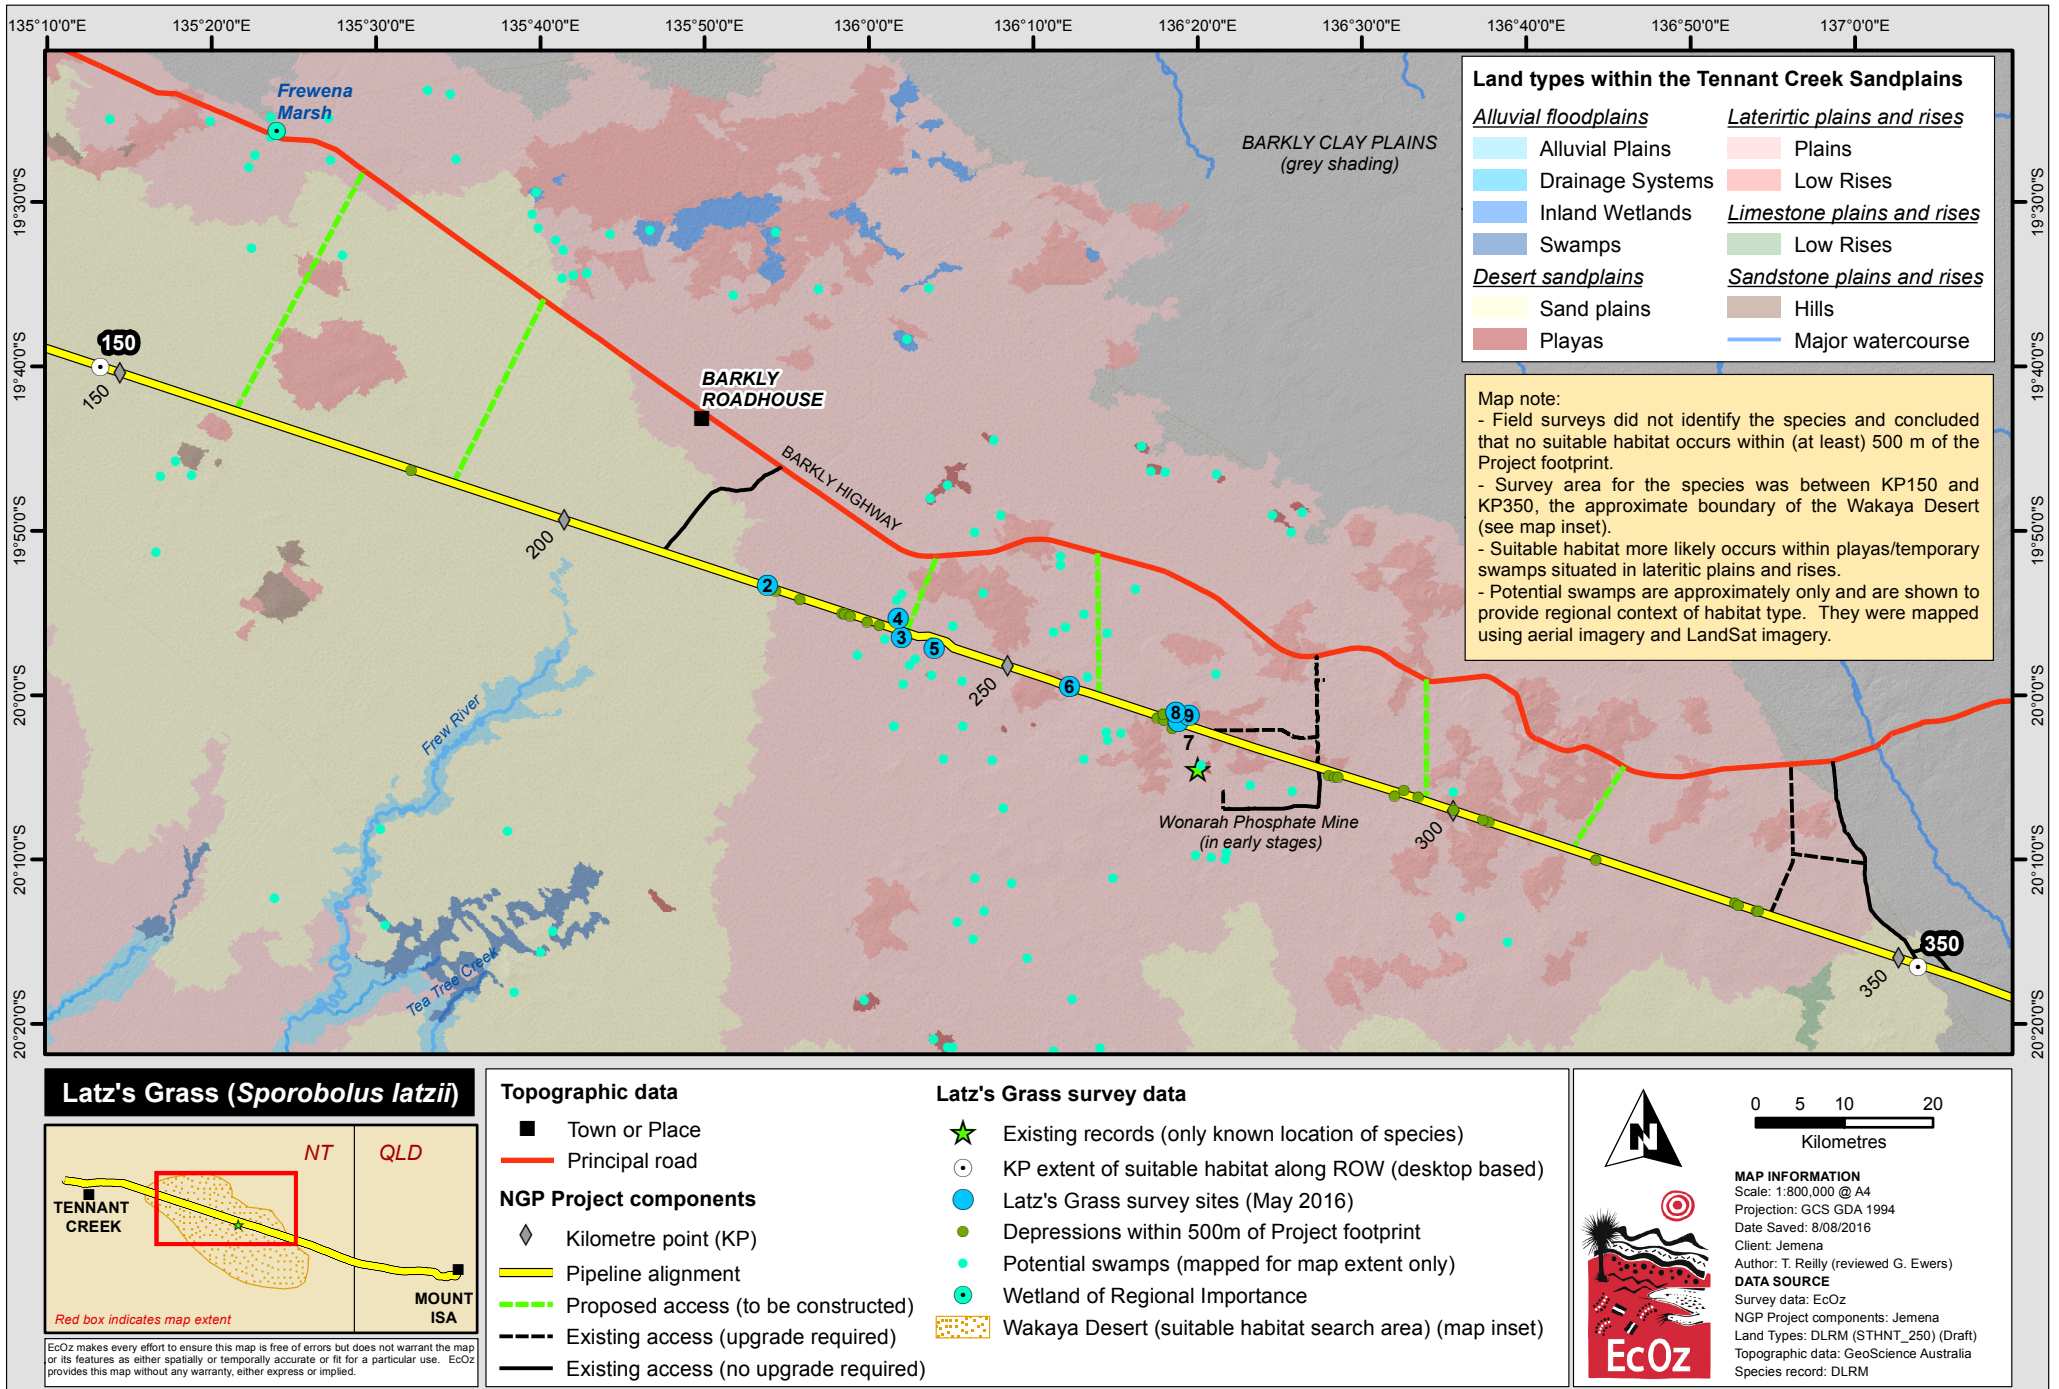 135°10'0"E 135°20'0"E 135°30'0"E 135°40'0"E 135°50'0"E 136°0'0"E 136°10'0"E 136°20'0"E 136°30'0"E 136°40'0"E 136°50'0"E 137°0'0"E
19°30'0"S
19°40'0"S
19°50'0"S
20°0'0"S
20°10'0"S
20°20'0"S
19°30'0"S
19°40'0"S
19°50'0"S
20°0'0"S
20°10'0"S
20°20'0"S
Frewena
Marsh
BARKLY CLAY PLAINS
(grey shading)
150
150
BARKLY
ROADHOUSE
BARKLY HIGHWAY
200
2
4
3
5
250
6
8
9
7
Frew River
Tea Tree Creek
Wonarah Phosphate Mine
(in early stages)
300
350
350
Land types within the Tennant Creek Sandplains
Alluvial floodplains
Alluvial Plains
Drainage Systems
Inland Wetlands
Swamps
Desert sandplains
Sand plains
Playas
Laterirtic plains and rises
Plains
Low Rises
Limestone plains and rises
Low Rises
Sandstone plains and rises
Hills
Major watercourse
Map note:
- Field surveys did not identify the species and concluded
that no suitable habitat occurs within (at least) 500 m of the
Project footprint.
- Survey area for the species was between KP150 and
KP350, the approximate boundary of the Wakaya Desert
(see map inset).
- Suitable habitat more likely occurs within playas/temporary
swamps situated in lateritic plains and rises.
- Potential swamps are approximately only and are shown to
provide regional context of habitat type. They were mapped
using aerial imagery and LandSat imagery.
Latz's Grass (Sporobolus latzii)
NT QLD
TENNANT
CREEK
MOUNT
ISA
Red box indicates map extent
EcOz makes every effort to ensure this map is free of errors but does not warrant the map
or its features as either spatially or temporally accurate or fit for a particular use. EcOz
provides this map without any warranty, either express or implied.
Topographic data
Town or Place
Principal road
NGP Project components
Kilometre point (KP)
Pipeline alignment
Proposed access (to be constructed)
Existing access (upgrade required)
Existing access (no upgrade required)
Latz's Grass survey data
Existing records (only known location of species)
KP extent of suitable habitat along ROW (desktop based)
Latz's Grass survey sites (May 2016)
Depressions within 500m of Project footprint
Potential swamps (mapped for map extent only)
Wetland of Regional Importance
Wakaya Desert (suitable habitat search area) (map inset)
N
0 5 10 20
Kilometres
MAP INFORMATION
Scale: 1:800,000 @ A4
Projection: GCS GDA 1994
Date Saved: 8/08/2016
Client: Jemena
Author: T. Reilly (reviewed G. Ewers)
DATA SOURCE
Survey data: EcOz
NGP Project components: Jemena
Land Types: DLRM (STHNT_250) (Draft)
Topographic data: GeoScience Australia
Species record: DLRM
EcOz